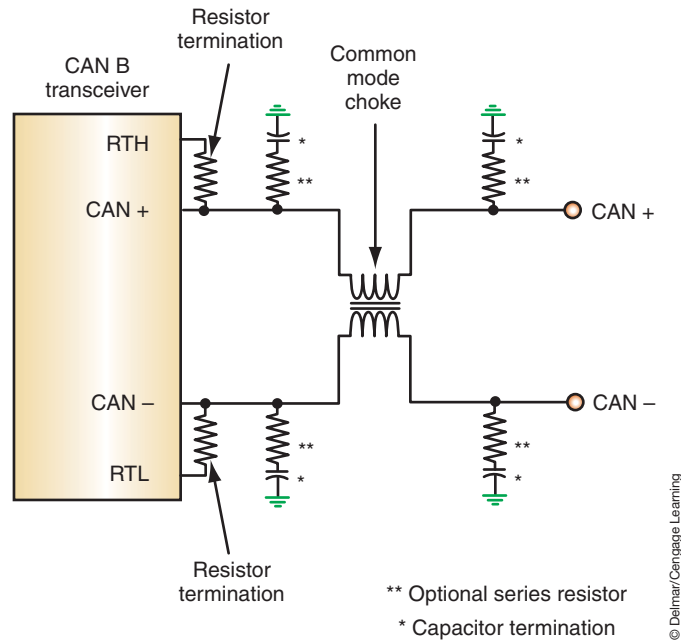 Resistor
termination
CAN B
transceiver
Common
mode
choke
RTH
*
**
*
**
CAN +
CAN +
CAN –
CAN –
**
*
**
*
RTL
Resistor
termination
** Optional series resistor
* Capacitor termination
© Delmar/Cengage Learning